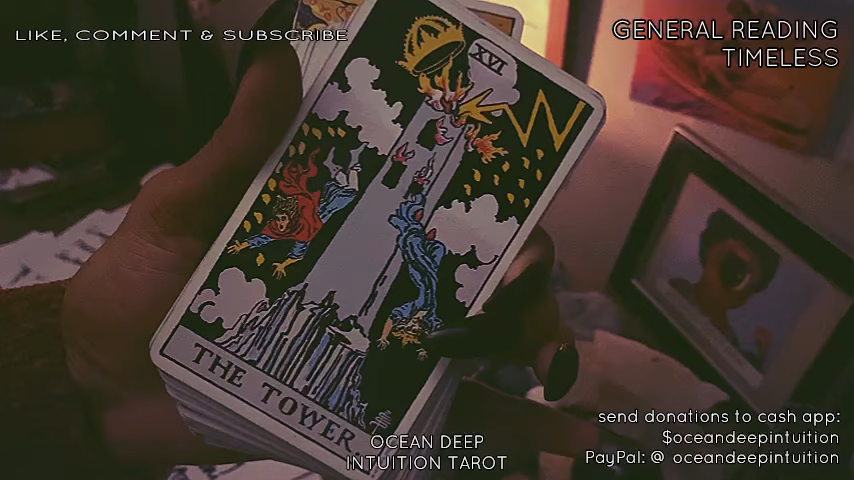 LIKE, COMMENT & SUBSCRIBE
GENERAL READING
TIMELESS
XVI
THE TOWER.
send donations to cash app:
$oceandeepintuition
PayPal: @ oceandeepintuition
OCEAN DEEP
INTUITION TAROT